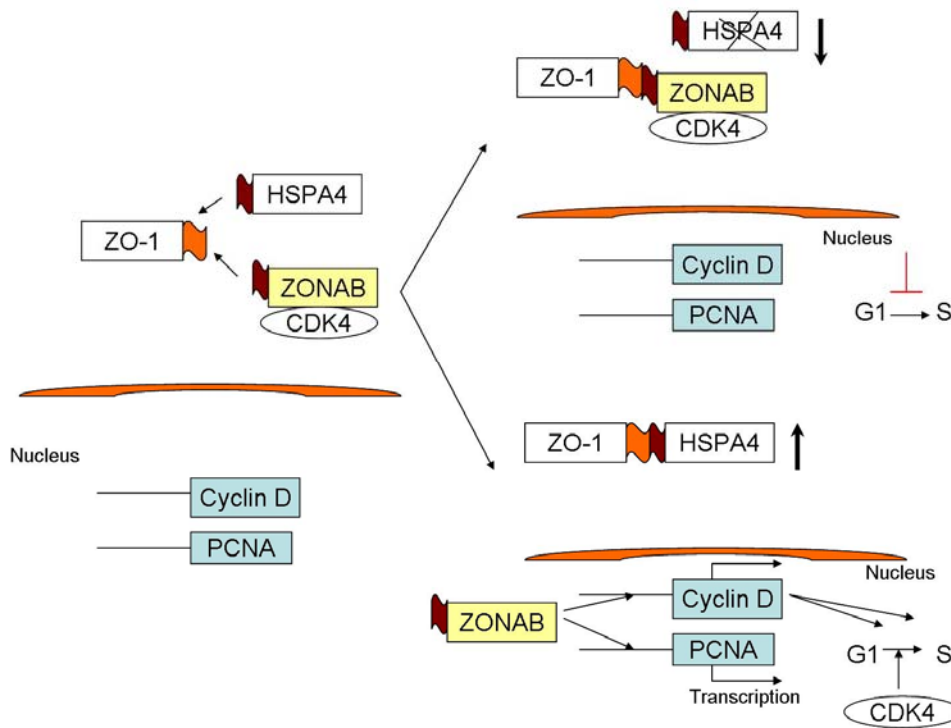 HSPA4
ZO-1
ZONAB
CDK4
HSPA4
ZO-1
ZONAB
CDK4
Nucleus
Cyclin D
PCNA
G1
S
Nucleus
Cyclin D
PCNA
ZO-1
HSPA4
Nucleus
Cyclin D
ZONAB
PCNA
G1
S
Transcription
CDK4